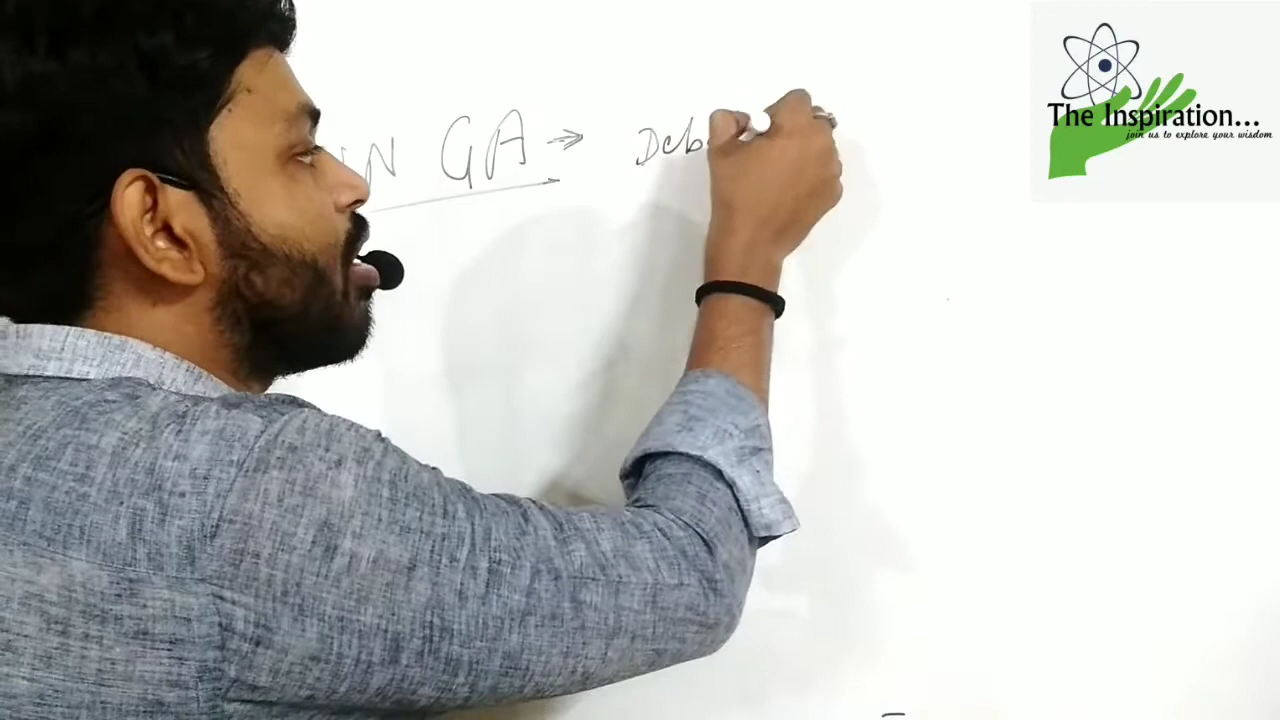 N GA → Deb
The Inspiration...
join us to explore your wisdom